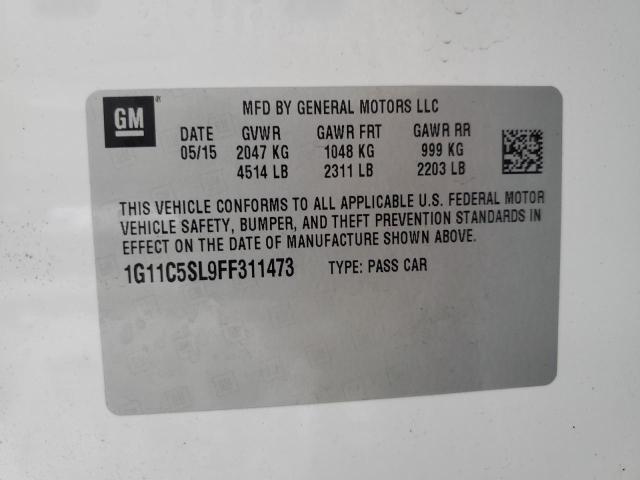 GM
MFD BY GENERAL MOTORS LLC
DATE GVWR GAWR FRT GAWR RR
05/15 2047 KG 1048 KG 999 KG
4514 LB 2311 LB 2203 LB
THIS VEHICLE CONFORMS TO ALL APPLICABLE U.S. FEDERAL MOTOR
VEHICLE SAFETY, BUMPER, AND THEFT PREVENTION STANDARDS IN
EFFECT ON THE DATE OF MANUFACTURE SHOWN ABOVE.
1G11C5SL9FF311473 TYPE: PASS CAR